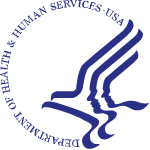 DEPARTMENT OF HEALTH & HUMAN SERVICES·USA